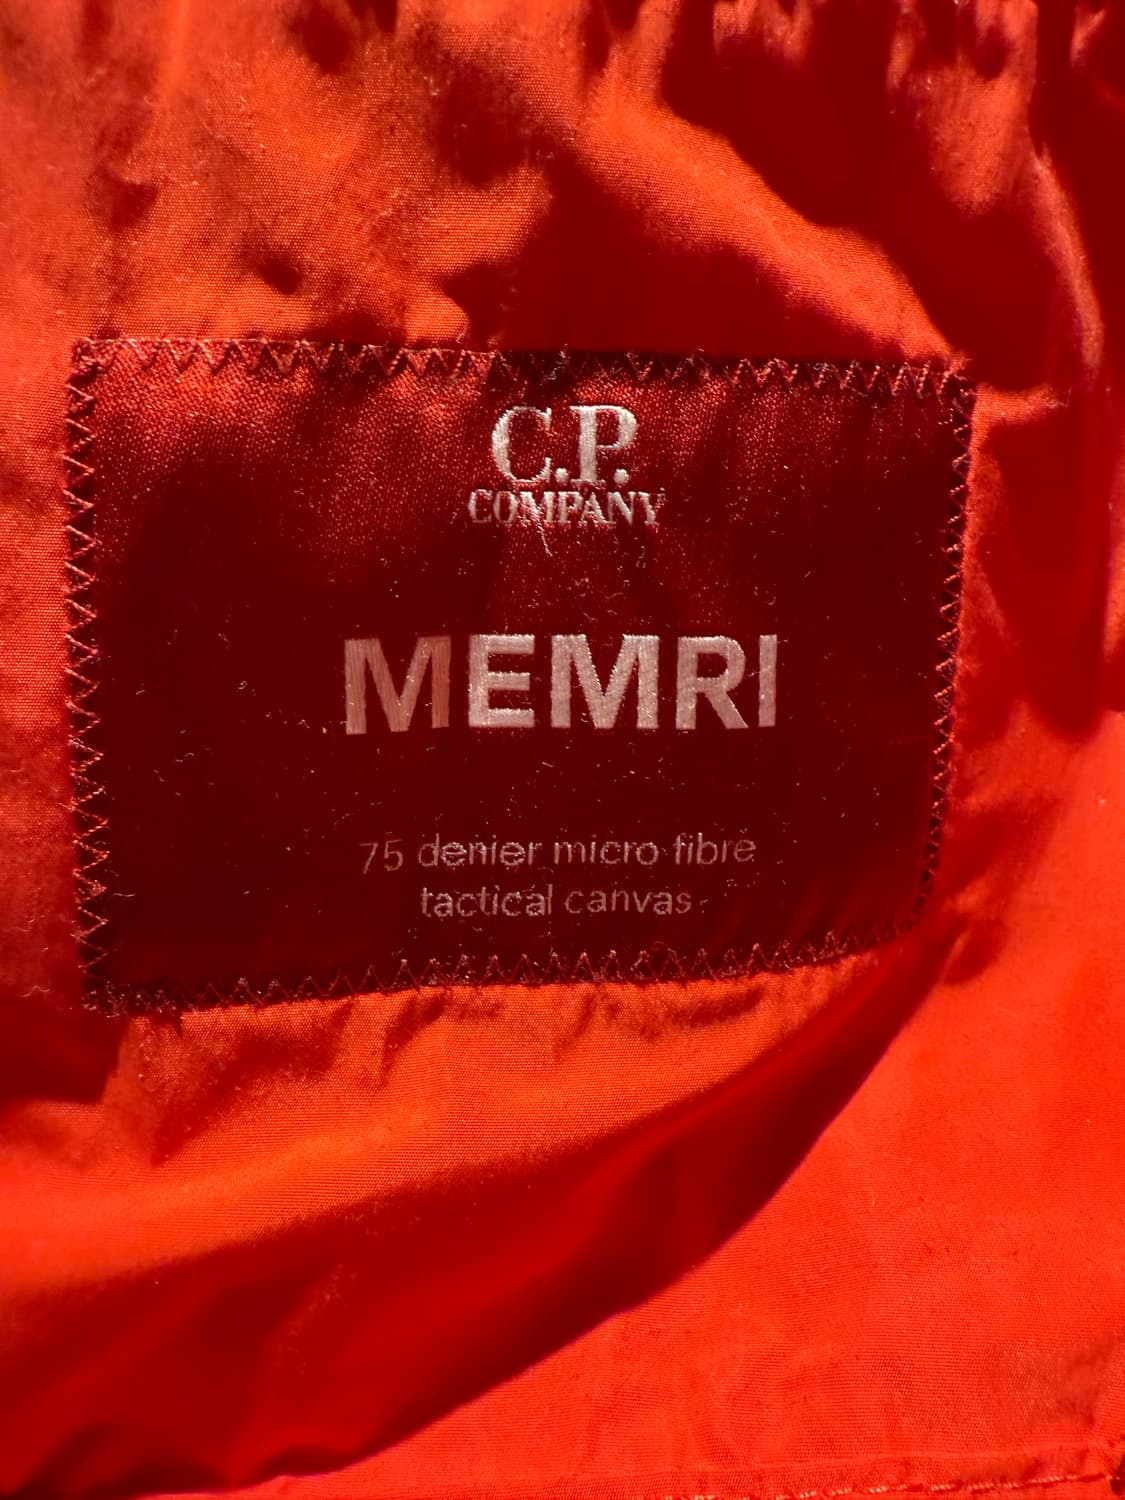 C.P.
COMPANY
MEMRI
75 denier micro fibre
tactical canvas